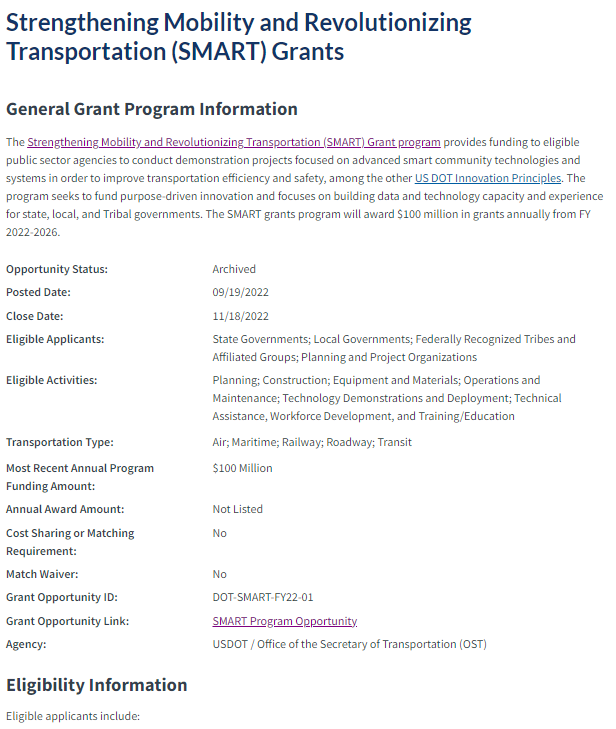 Strengthening Mobility and Revolutionizing
Transportation (SMART) Grants
General Grant Program Information
The Strengthening Mobility and Revolutionizing Transportation (SMART) Grant program provides funding to eligible
public sector agencies to conduct demonstration projects focused on advanced smart community technologies and
systems in order to improve transportation efficiency and safety, among the other US DOT Innovation Principles. The
program seeks to fund purpose-driven innovation and focuses on building data and technology capacity and experience
for state, local, and Tribal governments. The SMART grants program will award $100 million in grants annually from FY
2022-2026.
Opportunity Status: Archived
Posted Date: 09/19/2022
Close Date: 11/18/2022
Eligible Applicants: State Governments; Local Governments; Federally Recognized Tribes and
Affiliated Groups; Planning and Project Organizations
Eligible Activities: Planning; Construction; Equipment and Materials; Operations and
Maintenance; Technology Demonstrations and Deployment; Technical
Assistance, Workforce Development, and Training/Education
Transportation Type: Air; Maritime; Railway; Roadway; Transit
Most Recent Annual Program $100 Million
Funding Amount:
Annual Award Amount: Not Listed
Cost Sharing or Matching No
Requirement:
Match Waiver: No
Grant Opportunity ID: DOT-SMART-FY22-01
Grant Opportunity Link: SMART Program Opportunity
Agency: USDOT / Office of the Secretary of Transportation (OST)
Eligibility Information
Eligible applicants include: